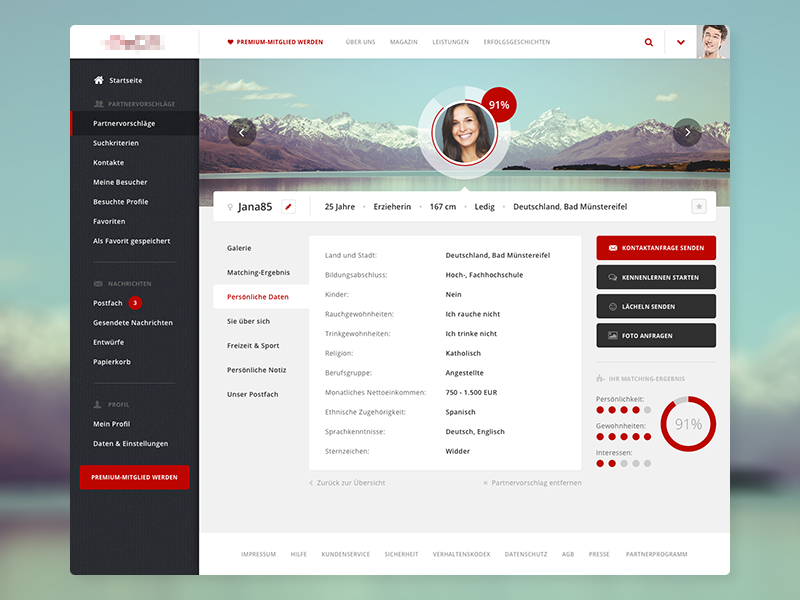 PREMIUM-MITGLIED WERDEN
ÜBER UNS
MAGAZIN
LEISTUNGEN
ERFOLGSGESCHICHTEN
Startseite
PARTNERVORSCHLÄGE
Partnervorschläge
Suchkriterien
Kontakte
Meine Besucher
Besuchte Profile
Favoriten
Als Favorit gespeichert
NACHRICHTEN
Postfach 3
Gesendete Nachrichten
Entwürfe
Papierkorb
PROFIL
Mein Profil
Daten & Einstellungen
PREMIUM-MITGLIED WERDEN
91%
Jana85
25 Jahre • Erzieherin • 167 cm • Ledig • Deutschland, Bad Münstereifel
Galerie
Matching-Ergebnis
Persönliche Daten
Sie über sich
Freizeit & Sport
Persönliche Notiz
Unser Postfach
Land und Stadt: Deutschland, Bad Münstereifel
Bildungsabschluss: Hoch-, Fachhochschule
Kinder: Nein
Rauchgewohnheiten: Ich rauche nicht
Trinkgewohnheiten: Ich trinke nicht
Religion: Katholisch
Berufsgruppe: Angestellte
Monatliches Nettoeinkommen: 750 - 1.500 EUR
Ethnische Zugehörigkeit: Spanisch
Sprachkenntnisse: Deutsch, Englisch
Sternzeichen: Widder
Zurück zur Übersicht
Partnervorschlag entfernen
KONTAKTANFRAGE SENDEN
KENNENLERNEN STARTEN
LÄCHELN SENDEN
FOTO ANFRAGEN
IHR MATCHING-ERGEBNIS
Persönlichkeit:
Gewohnheiten:
Interessen:
91%
IMPRESSUM
HILFE
KUNDENSERVICE
SICHERHEIT
VERHALTENSKODEX
DATENSCHUTZ
AGB
PRESSE
PARTNERPROGRAMM